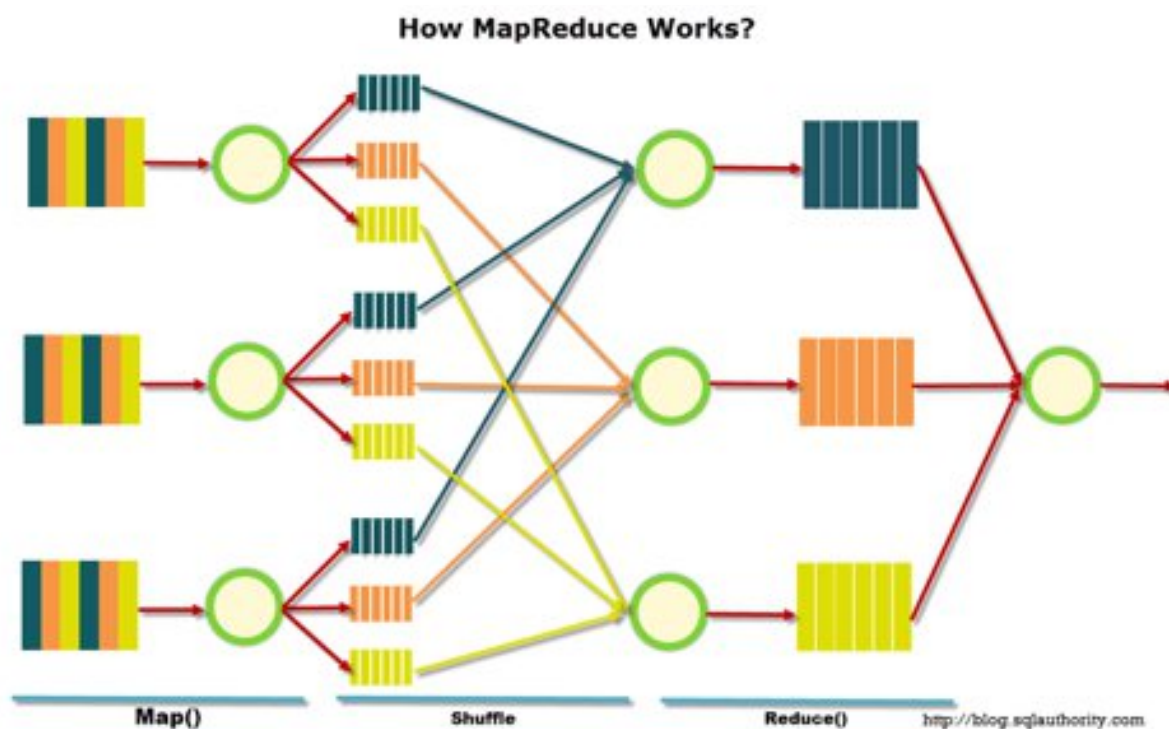 How MapReduce Works?
Map()
Shuffle
Reduce()
http://blog.sqlauthority.com